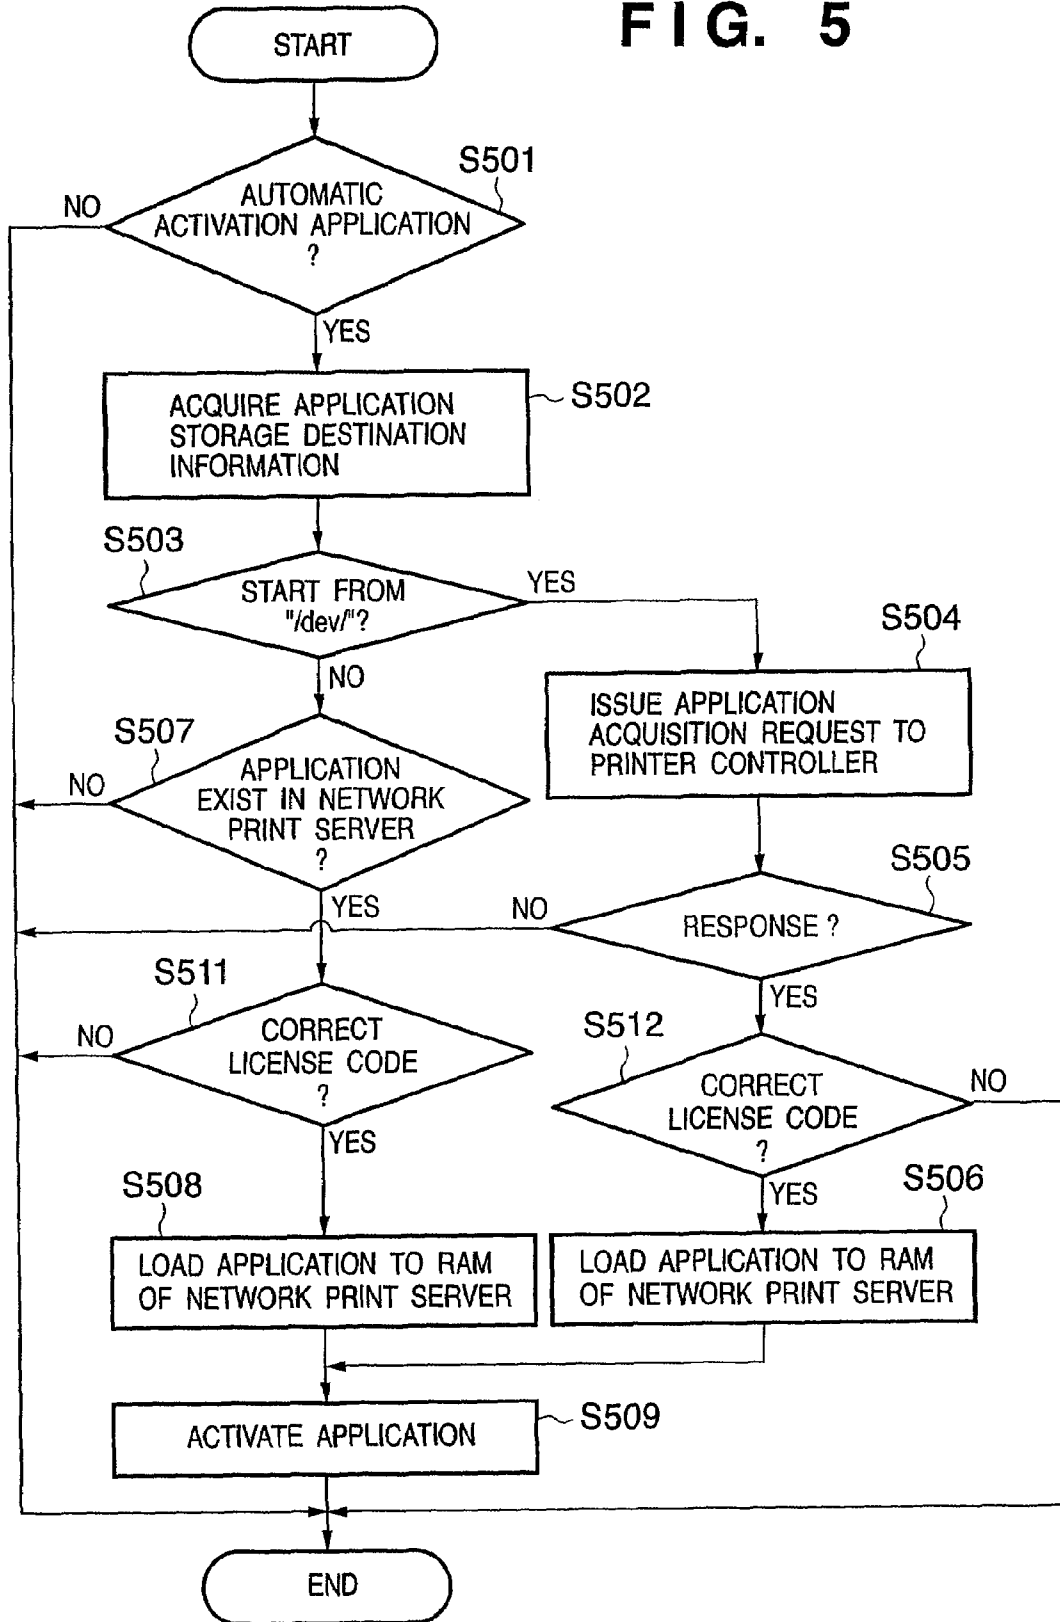 FIG. 5
START
S501
AUTOMATIC
ACTIVATION APPLICATION
?
NO
YES
ACQUIRE APPLICATION
STORAGE DESTINATION
INFORMATION
S502
S503
START FROM
"/dev/"?
YES
NO
S504
ISSUE APPLICATION
ACQUISITION REQUEST TO
PRINTER CONTROLLER
S507
APPLICATION
EXIST IN NETWORK
PRINT SERVER
?
NO
YES
S505
RESPONSE ?
NO
YES
S511
CORRECT
LICENSE CODE
?
NO
YES
S512
CORRECT
LICENSE CODE
?
NO
YES
S508
LOAD APPLICATION TO RAM
OF NETWORK PRINT SERVER
S506
LOAD APPLICATION TO RAM
OF NETWORK PRINT SERVER
ACTIVATE APPLICATION
S509
END